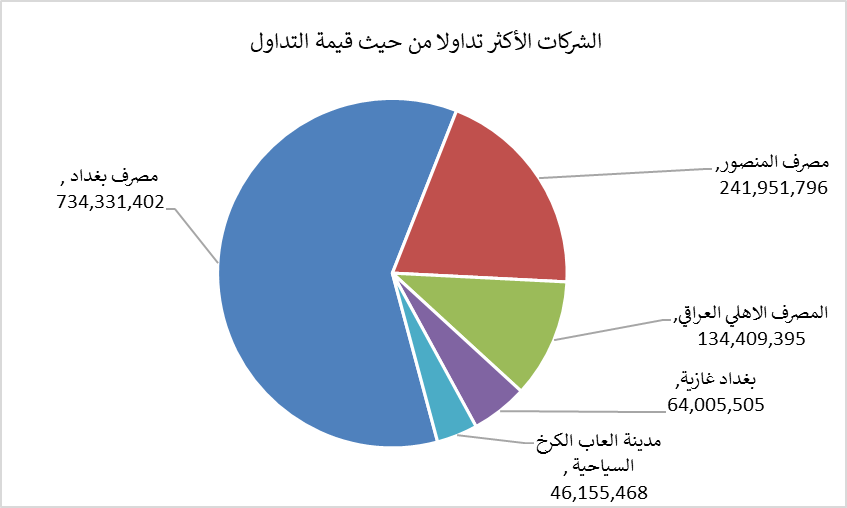 الشركات الأكثر تداولا من حيث قيمة التداول
مصرف المنصور,
241,951,796
مصرف بغداد ,
734,331,402
المصرف الاهلي العراقي,
134,409,395
بغداد غازية,
64,005,505
مدينة العاب الكرخ
السياحية ,
46,155,468